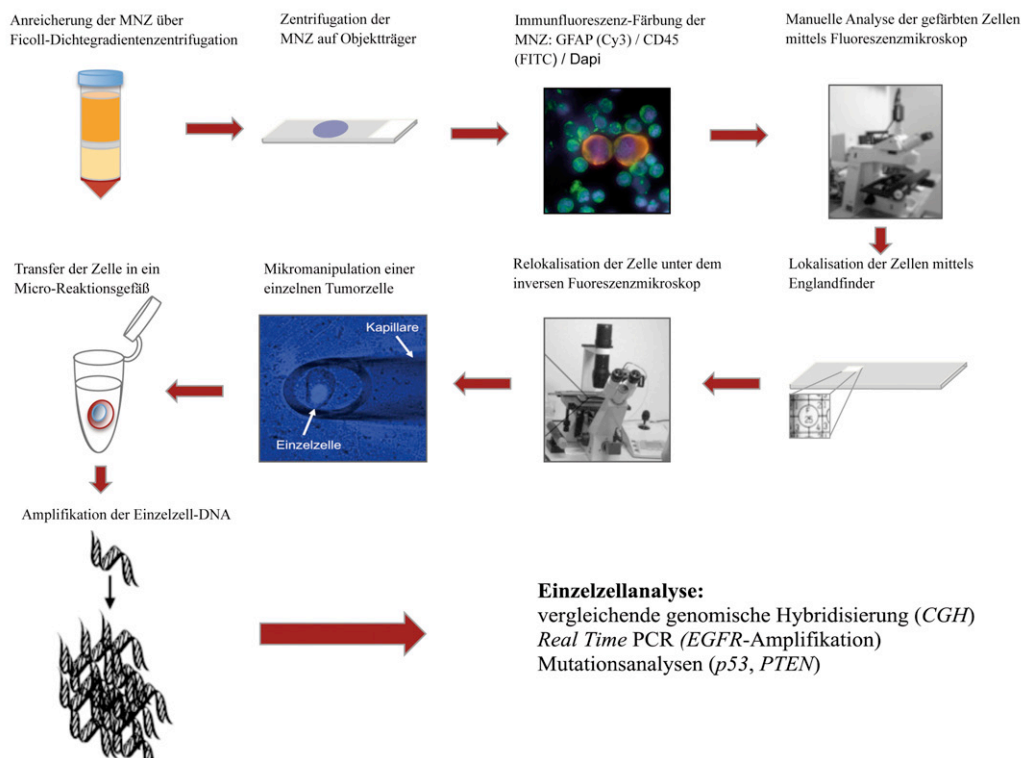 Anreicherung der MNZ über
Ficoll-Dichtegradientenzentrifugation
Zentrifugation der
MNZ auf Objektträger
Immunfluoreszenz-Färbung der
MNZ: GFAP (Cy3) / CD45
(FITC) / Dapi
Manuelle Analyse der gefärbten Zellen
mittels Fluoreszenzmikroskop
Lokalisation der Zellen mittels
Englandfinder
Relokalisation der Zelle unter dem
inversen Fuoreszenzmikroskop
Mikromanipulation einer
einzelnen Tumorzelle
Kapillare
Einzelzelle
Transfer der Zelle in ein
Micro-Reaktionsgefäß
Amplifikation der Einzelzell-DNA
Einzelzellanalyse:
vergleichende genomische Hybridisierung (CGH)
Real Time PCR (EGFR-Amplifikation)
Mutationsanalysen (p53, PTEN)